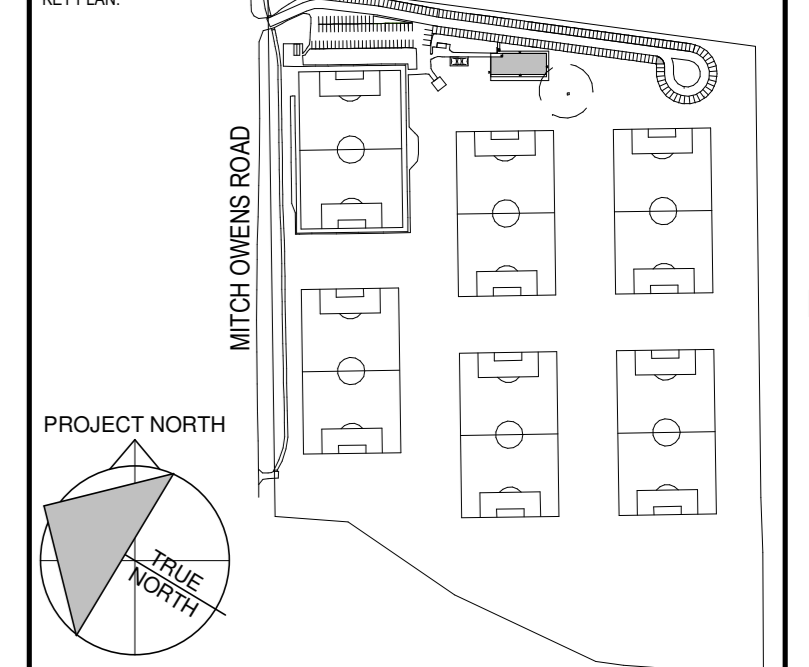 KEY PLAN:
MITCH OWENS ROAD
PROJECT NORTH
TRUE
NORTH